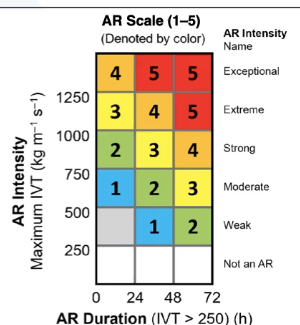 AR Scale (1–5)
(Denoted by color)
AR Intensity
Name
4 5 5 Exceptional
1250
3 4 5 Extreme
1000
2 3 4 Strong
750
1 2 3 Moderate
500
1 2 Weak
250
Not an AR
0 24 48 72
AR Duration (IVT > 250) (h)
AR Intensity
Maximum IVT (kg m⁻¹ s⁻¹)